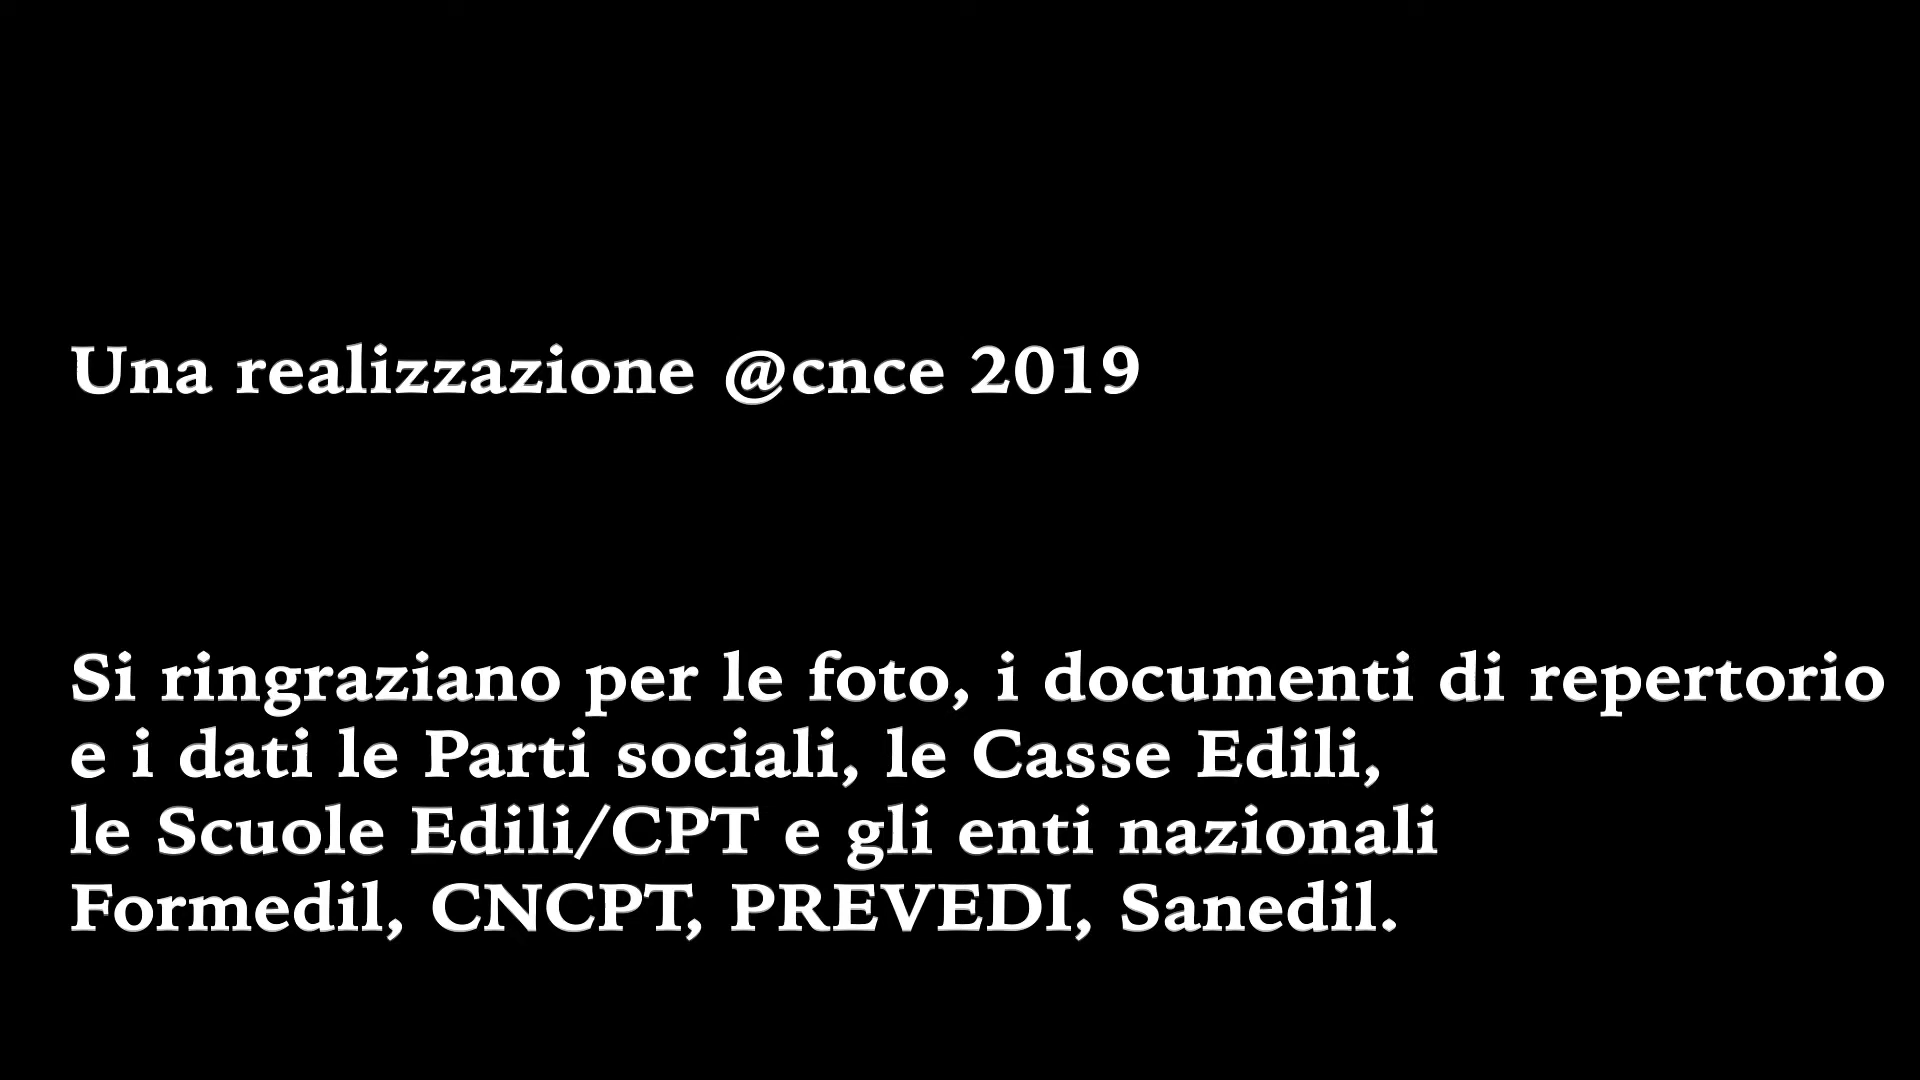 Una realizzazione @cnce 2019
Si ringraziano per le foto, i documenti di repertorio
e i dati le Parti sociali, le Casse Edili,
le Scuole Edili/CPT e gli enti nazionali
Formedil, CNCPT, PREVEDI, Sanedil.